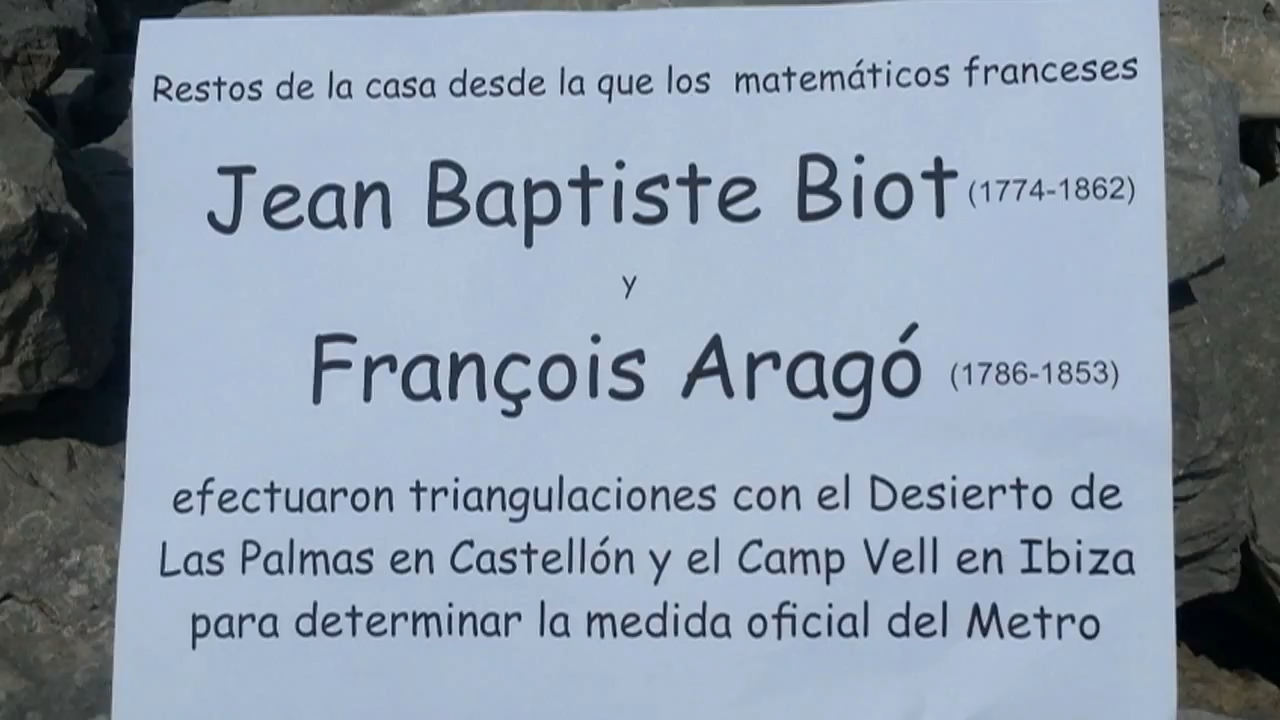 Restos de la casa desde la que los matemáticos franceses
Jean Baptiste Biot (1774-1862)
y
François Aragó (1786-1853)
efectuaron triangulaciones con el Desierto de
Las Palmas en Castellón y el Camp Vell en Ibiza
para determinar la medida oficial del Metro